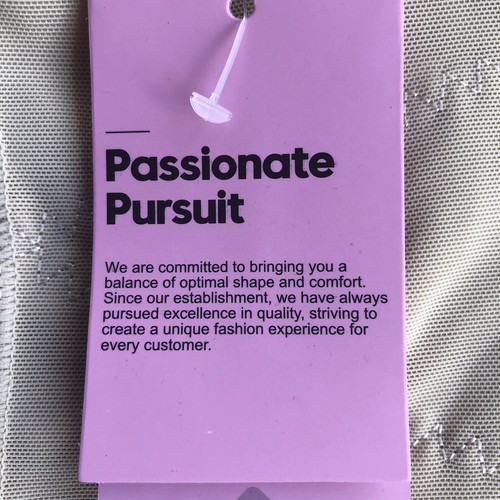 Passionate
Pursuit
We are committed to bringing you a
balance of optimal shape and comfort.
Since our establishment, we have always
pursued excellence in quality, striving to
create a unique fashion experience for
every customer.